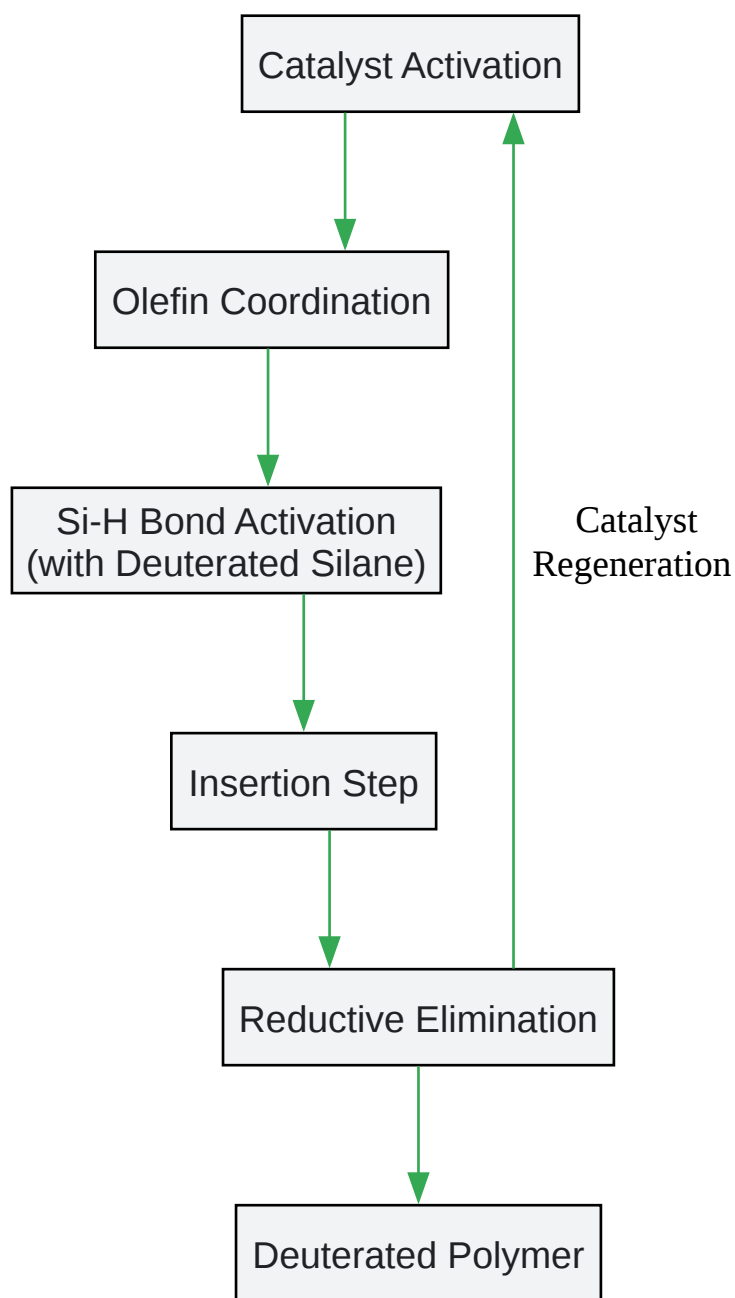 Catalyst Activation
Olefin Coordination
Si-H Bond Activation
(with Deuterated Silane)
Catalyst
Regeneration
Insertion Step
Reductive Elimination
Deuterated Polymer